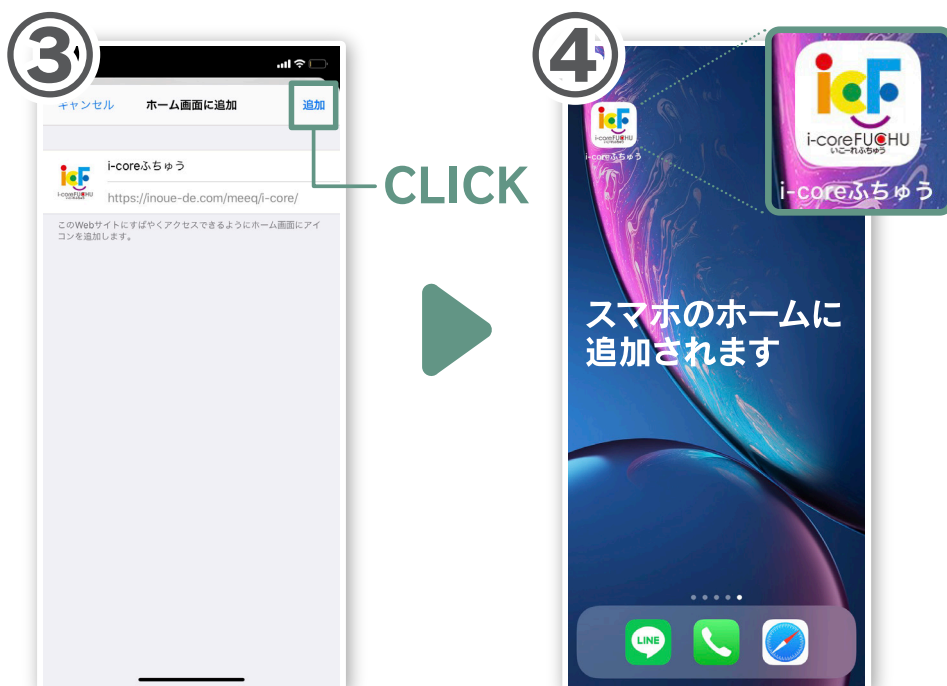 ③
キャンセル
ホーム画面に追加
追加
icF
i-coreFUCHU
i-coreふちゅう
https://inoue-de.com/meeq/i-core/
このWebサイトにすばやくアクセスできるようにホーム画面にアイ
コンを追加します。
CLICK
④
icF
i-coreFUCHU
i-coreふちゅう
icF
i-coreFUCHU
いこーれふちゅう
i-coreふちゅう
スマホのホームに
追加されます
LINE